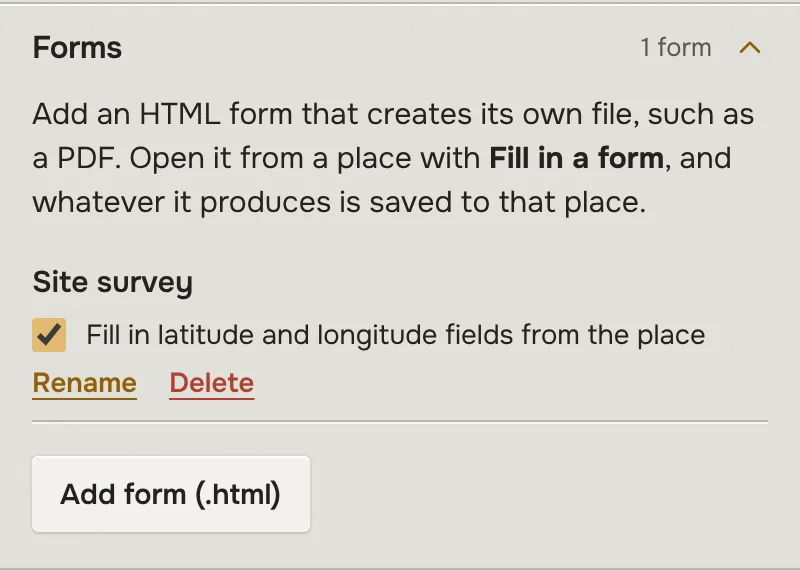 Forms
1 form
Add an HTML form that creates its own file, such as
a PDF. Open it from a place with Fill in a form, and
whatever it produces is saved to that place.
Site survey
Fill in latitude and longitude fields from the place
Rename Delete
Add form (.html)